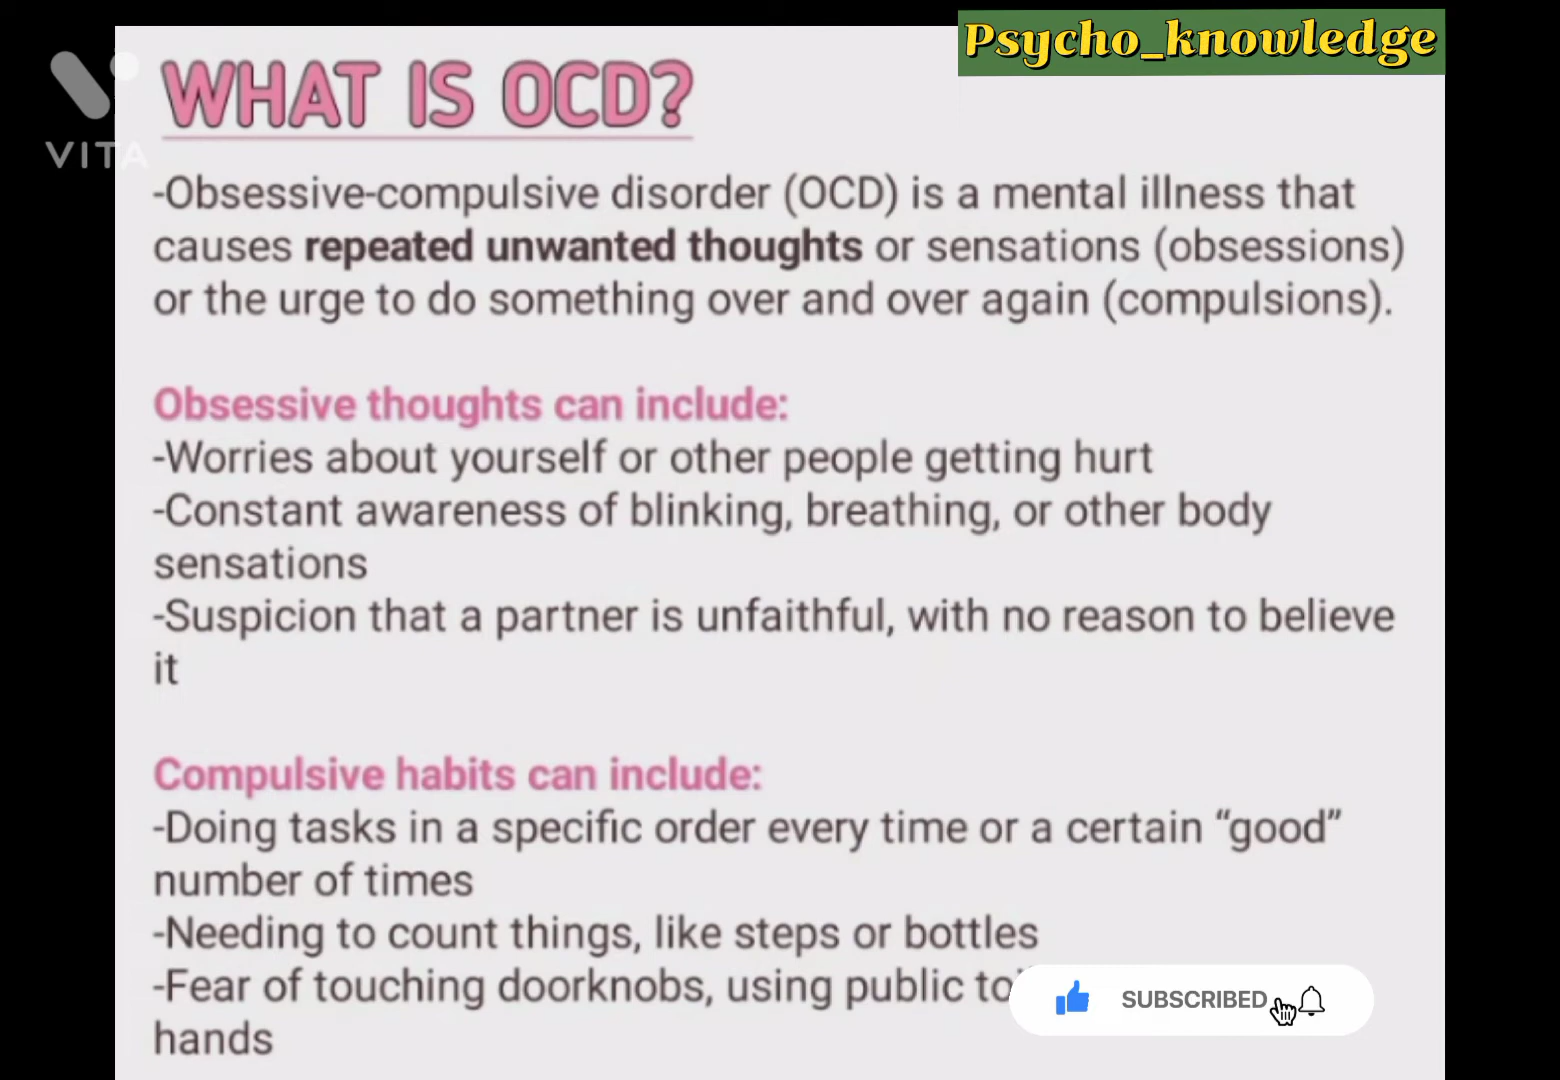 Psycho_knowledge
VITA
WHAT IS OCD?
-Obsessive-compulsive disorder (OCD) is a mental illness that
causes repeated unwanted thoughts or sensations (obsessions)
or the urge to do something over and over again (compulsions).
Obsessive thoughts can include:
-Worries about yourself or other people getting hurt
-Constant awareness of blinking, breathing, or other body
sensations
-Suspicion that a partner is unfaithful, with no reason to believe
it
Compulsive habits can include:
-Doing tasks in a specific order every time or a certain “good”
number of times
-Needing to count things, like steps or bottles
-Fear of touching doorknobs, using public
hands
SUBSCRIBED